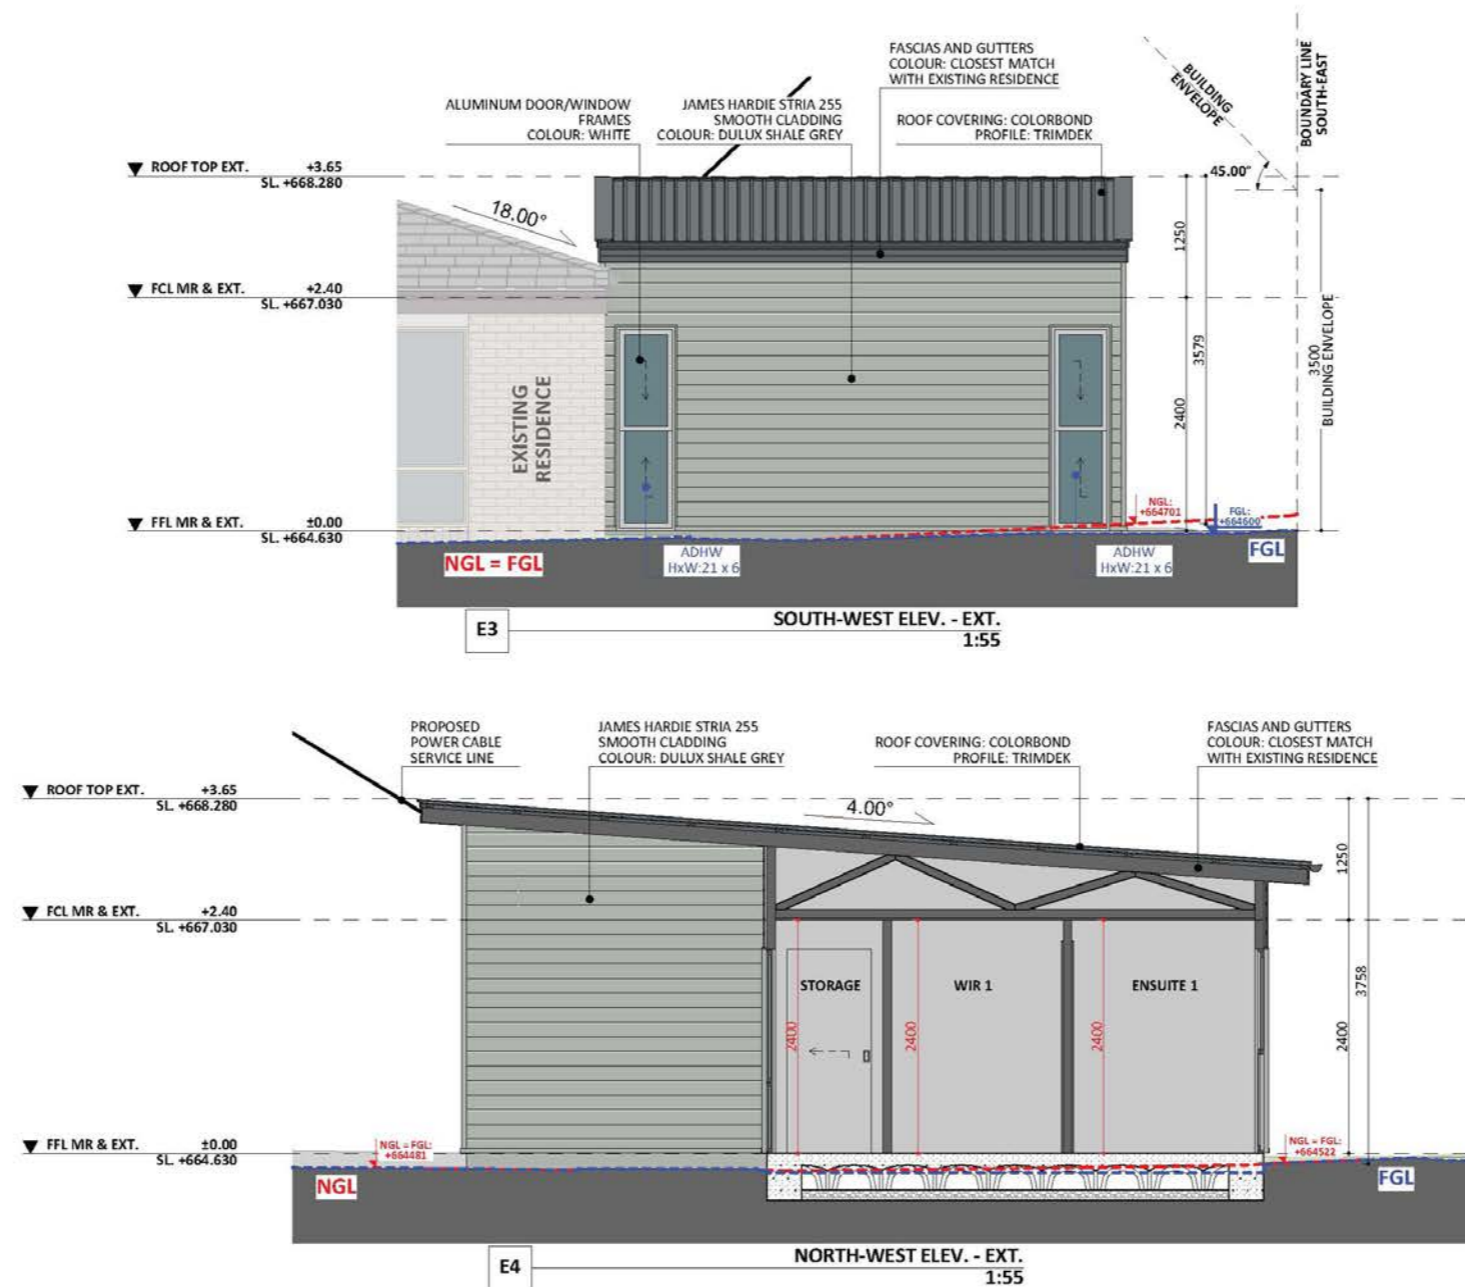 FASCIAS AND GUTTERS
COLOUR: CLOSEST MATCH
WITH EXISTING RESIDENCE
ALUMINUM DOOR/WINDOW
FRAMES
COLOUR: WHITE
JAMES HARDIE STRIA 255
SMOOTH CLADDING
COLOUR: DULUX SHALE GREY
ROOF COVERING: COLORBOND
PROFILE: TRIMDEK
BUILDING
ENVELOPE
BOUNDARY LINE
SOUTH-EAST
45.00°
ROOF TOP EXT. +3.65
SL. +668.280
18.00°
1250
FCL MR & EXT. +2.40
SL. +667.030
EXISTING
RESIDENCE
2400
3579
3500
BUILDING ENVELOPE
NGL:
+664701
FGL:
+664600
FFL MR & EXT. ±0.00
SL. +664.630
NGL = FGL
ADHW
HxW:21 x 6
ADHW
HxW:21 x 6
FGL
E3
SOUTH-WEST ELEV. - EXT.
1:55
PROPOSED
POWER CABLE
SERVICE LINE
JAMES HARDIE STRIA 255
SMOOTH CLADDING
COLOUR: DULUX SHALE GREY
ROOF COVERING: COLORBOND
PROFILE: TRIMDEK
FASCIAS AND GUTTERS
COLOUR: CLOSEST MATCH
WITH EXISTING RESIDENCE
ROOF TOP EXT. +3.65
SL. +668.280
4.00°
1250
FCL MR & EXT. +2.40
SL. +667.030
STORAGE
WIR 1
ENSUITE 1
2400
2400
2400
2400
3758
FFL MR & EXT. ±0.00
SL. +664.630
NGL = FGL:
+664481
NGL = FGL:
+664522
NGL
FGL
E4
NORTH-WEST ELEV. - EXT.
1:55